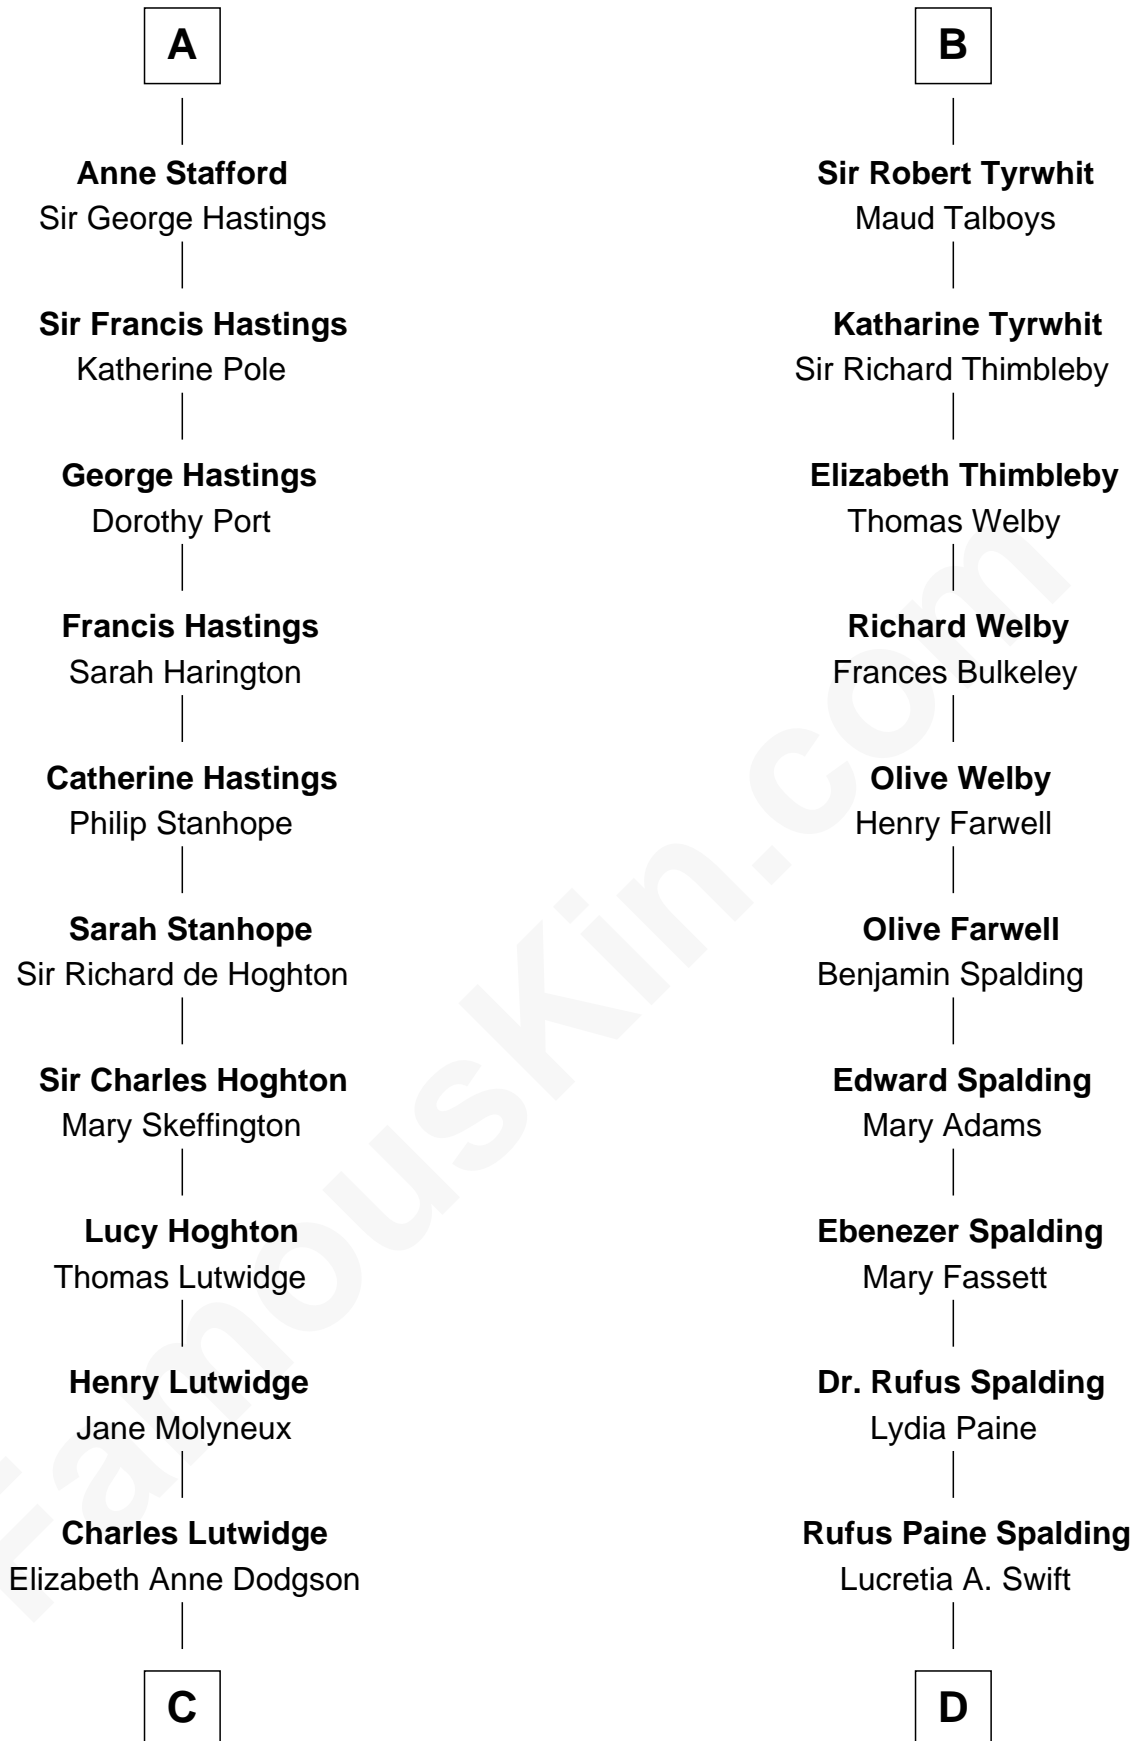 A
Anne Stafford
Sir George Hastings
Sir Francis Hastings
Katherine Pole
George Hastings
Dorothy Port
Francis Hastings
Sarah Harington
Catherine Hastings
Philip Stanhope
Sarah Stanhope
Sir Richard de Hoghton
Sir Charles Hoghton
Mary Skeffington
Lucy Hoghton
Thomas Lutwidge
Henry Lutwidge
Jane Molyneux
Charles Lutwidge
Elizabeth Anne Dodgson
C
B
Sir Robert Tyrwhit
Maud Talboys
Katharine Tyrwhit
Sir Richard Thimbleby
Elizabeth Thimbleby
Thomas Welby
Richard Welby
Frances Bulkeley
Olive Welby
Henry Farwell
Olive Farwell
Benjamin Spalding
Edward Spalding
Mary Adams
Ebenezer Spalding
Mary Fassett
Dr. Rufus Spalding
Lydia Paine
Rufus Paine Spalding
Lucretia A. Swift
D
FamousKin.com